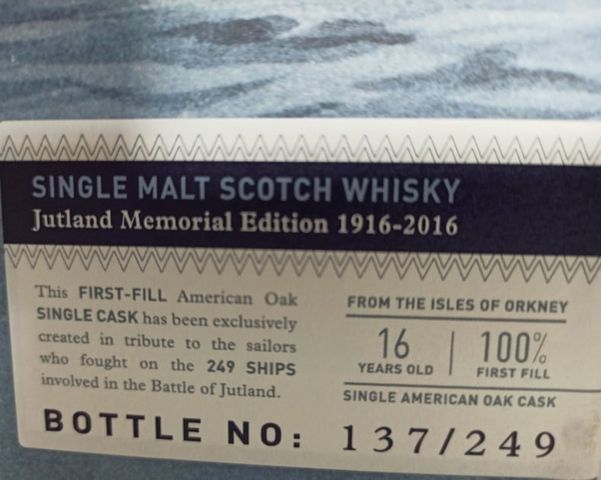 SINGLE MALT SCOTCH WHISKY
Jutland Memorial Edition 1916-2016
This FIRST-FILL American Oak
SINGLE CASK has been exclusively
created in tribute to the sailors
who fought on the 249 SHIPS
involved in the Battle of Jutland.
FROM THE ISLES OF ORKNEY
16 | 100%
YEARS OLD FIRST FILL
SINGLE AMERICAN OAK CASK
BOTTLE NO: 137/249